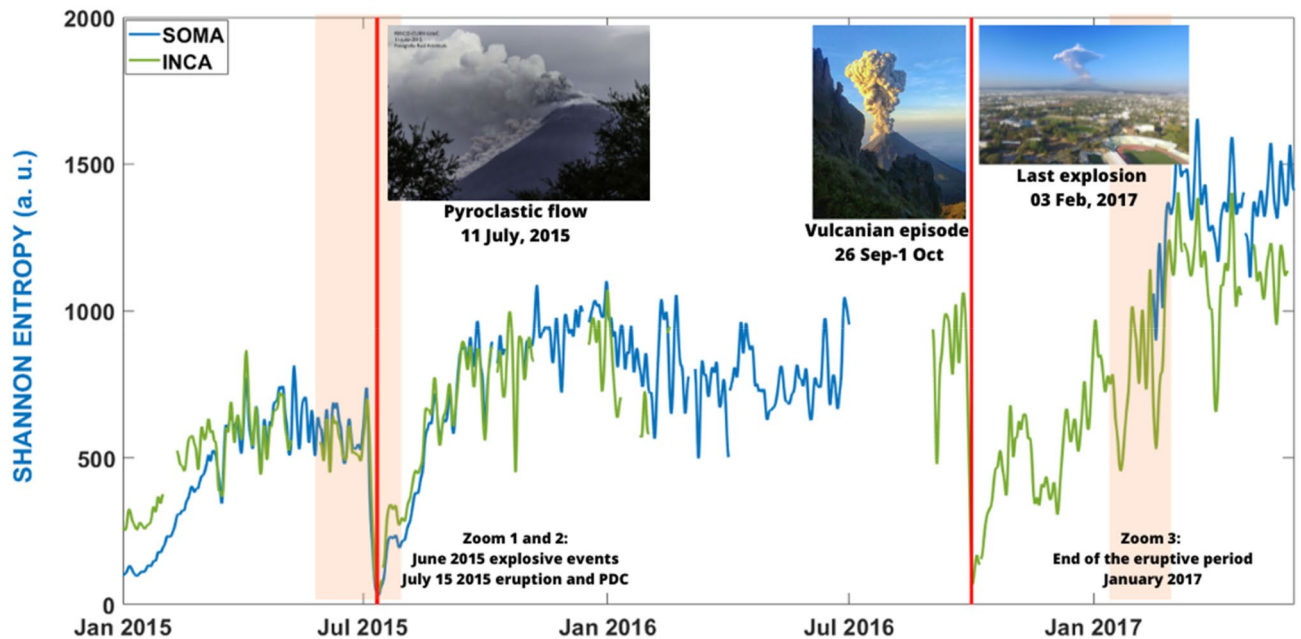 2000
SOMA
INCA
1500
1000
500
0
SHANNON ENTROPY (a. u.)
Pyroclastic flow
11 July, 2015
Vulcanian episode
26 Sep-1 Oct
Last explosion
03 Feb, 2017
Zoom 1 and 2:
June 2015 explosive events
July 15 2015 eruption and PDC
Zoom 3:
End of the eruptive period
January 2017
Jan 2015
Jul 2015
Jan 2016
Jul 2016
Jan 2017